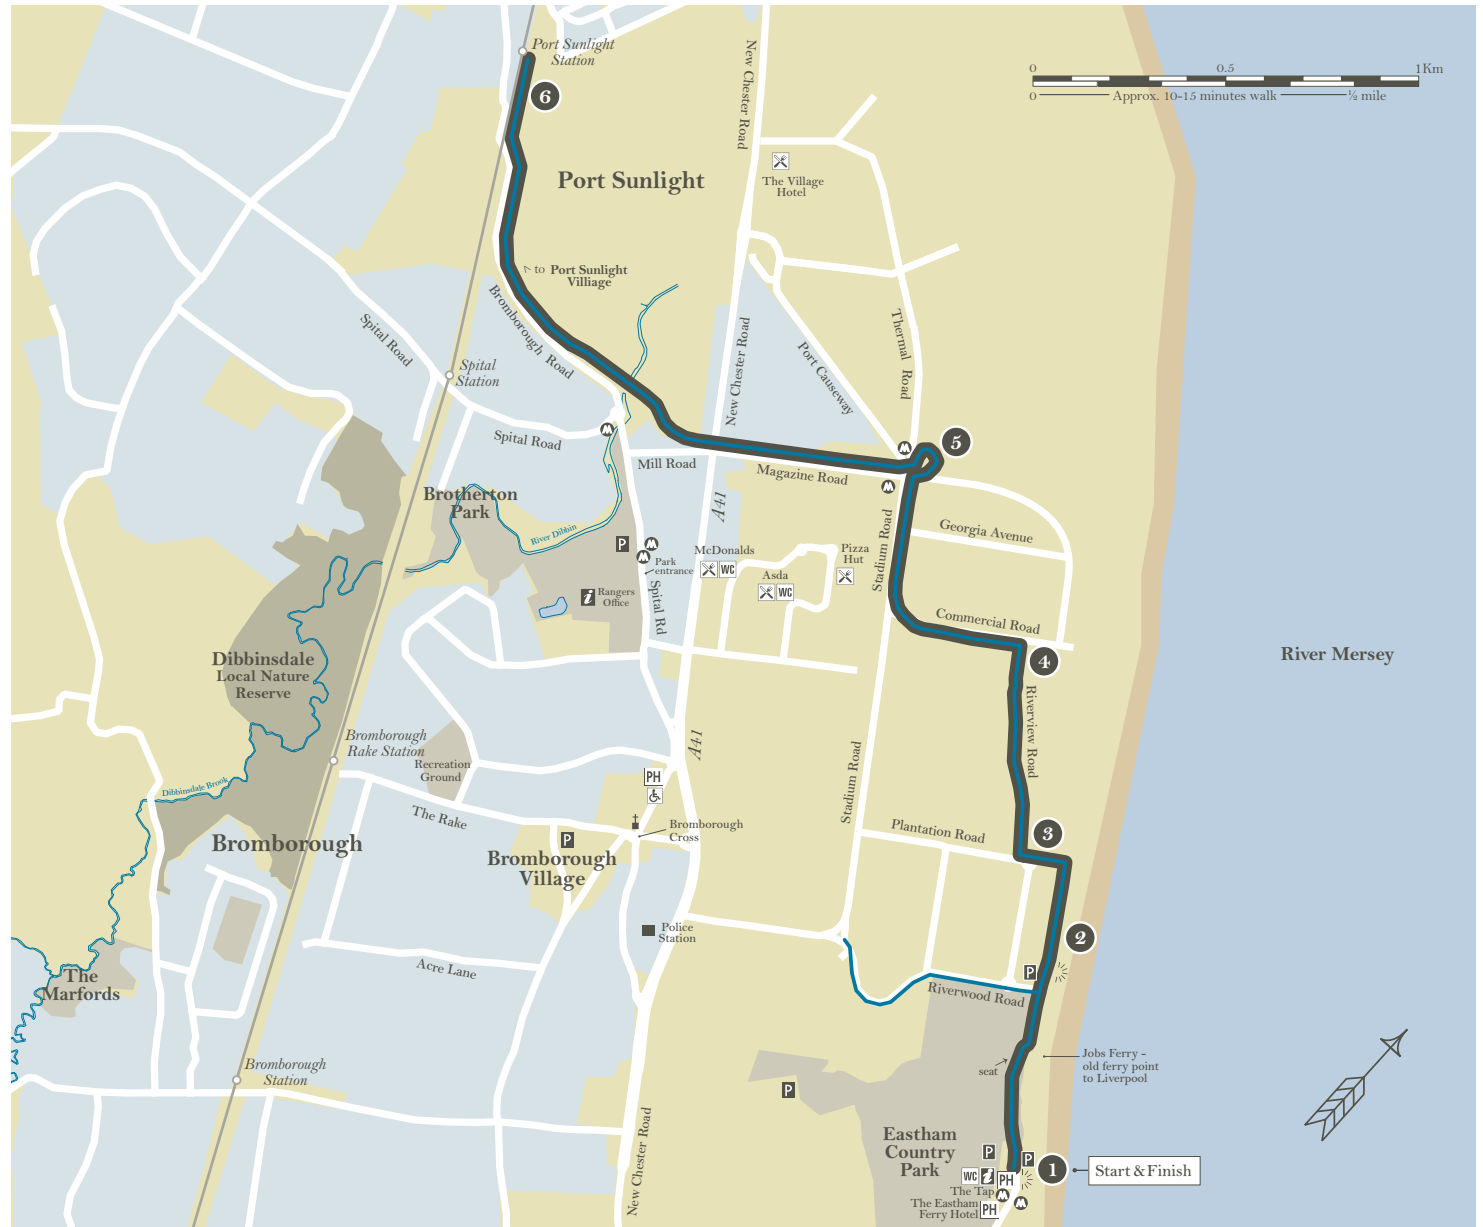 Port Sunlight
Station
6
New Chester Road
0
0.5
1Km
0
Approx. 10-15 minutes walk
½ mile
Port Sunlight
The Village
Hotel
^ to Port Sunlight
Villiage
Bromborough Road
Spital Road
Spital
Station
New Chester Road
Port Causeway
Thermal Road
Spital Road
Mill Road
Magazine Road
M
M
M
5
Brotherton
Park
River Dibbin
A41
Stadium Road
Georgia Avenue
P
M
M
Park
entrance
McDonalds
WC
Asda
WC
Pizza
Hut
i
Rangers
Office
Spital Rd
Commercial Road
4
River Mersey
Dibbinsdale
Local Nature
Reserve
Riverview Road
Bromborough
Rake Station
Recreation
Ground
A41
Stadium Road
Dibbinsdale Brook
PH
The Rake
Bromborough
Cross
Plantation Road
3
Bromborough
P
Bromborough
Village
Police
Station
2
Acre Lane
P
Riverwood Road
The
Marfords
seat
Jobs Ferry -
old ferry point
to Liverpool
Bromborough
Station
P
New Chester Road
Eastham
Country
Park
P
P
1
Start & Finish
WC
i
PH
The Tap
M
M
The Eastham
Ferry Hotel
PH